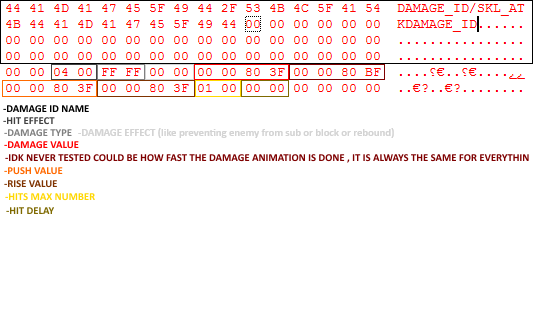 44 41 4D 41 47 45 5F 49 44 2F 53 4B 4C 5F 41 54 DAMAGE_ID/SKL_AT
4B 44 41 4D 41 47 45 5F 49 44 00 00 00 00 00 00 KDAMAGE_ID......
00 00 00 00 00 00 00 00 00 00 00 00 00 00 00 00 ................
00 00 00 00 00 00 00 00 00 00 00 00 00 00 00 00 ................
00 00 04 00 FF FF 00 00 00 00 80 3F 00 00 80 BF
00 00 80 3F 00 00 80 3F 01 00 00 00 00 00 00 00 ..€?..€?........
-DAMAGE ID NAME
-HIT EFFECT
-DAMAGE TYPE -DAMAGE EFFECT (like preventing enemy from sub or block or rebound)
-DAMAGE VALUE
-IDK NEVER TESTED COULD BE HOW FAST THE DAMAGE ANIMATION IS DONE , IT IS ALWAYS THE SAME FOR EVERYTHIN
-PUSH VALUE
-RISE VALUE
-HITS MAX NUMBER
-HIT DELAY